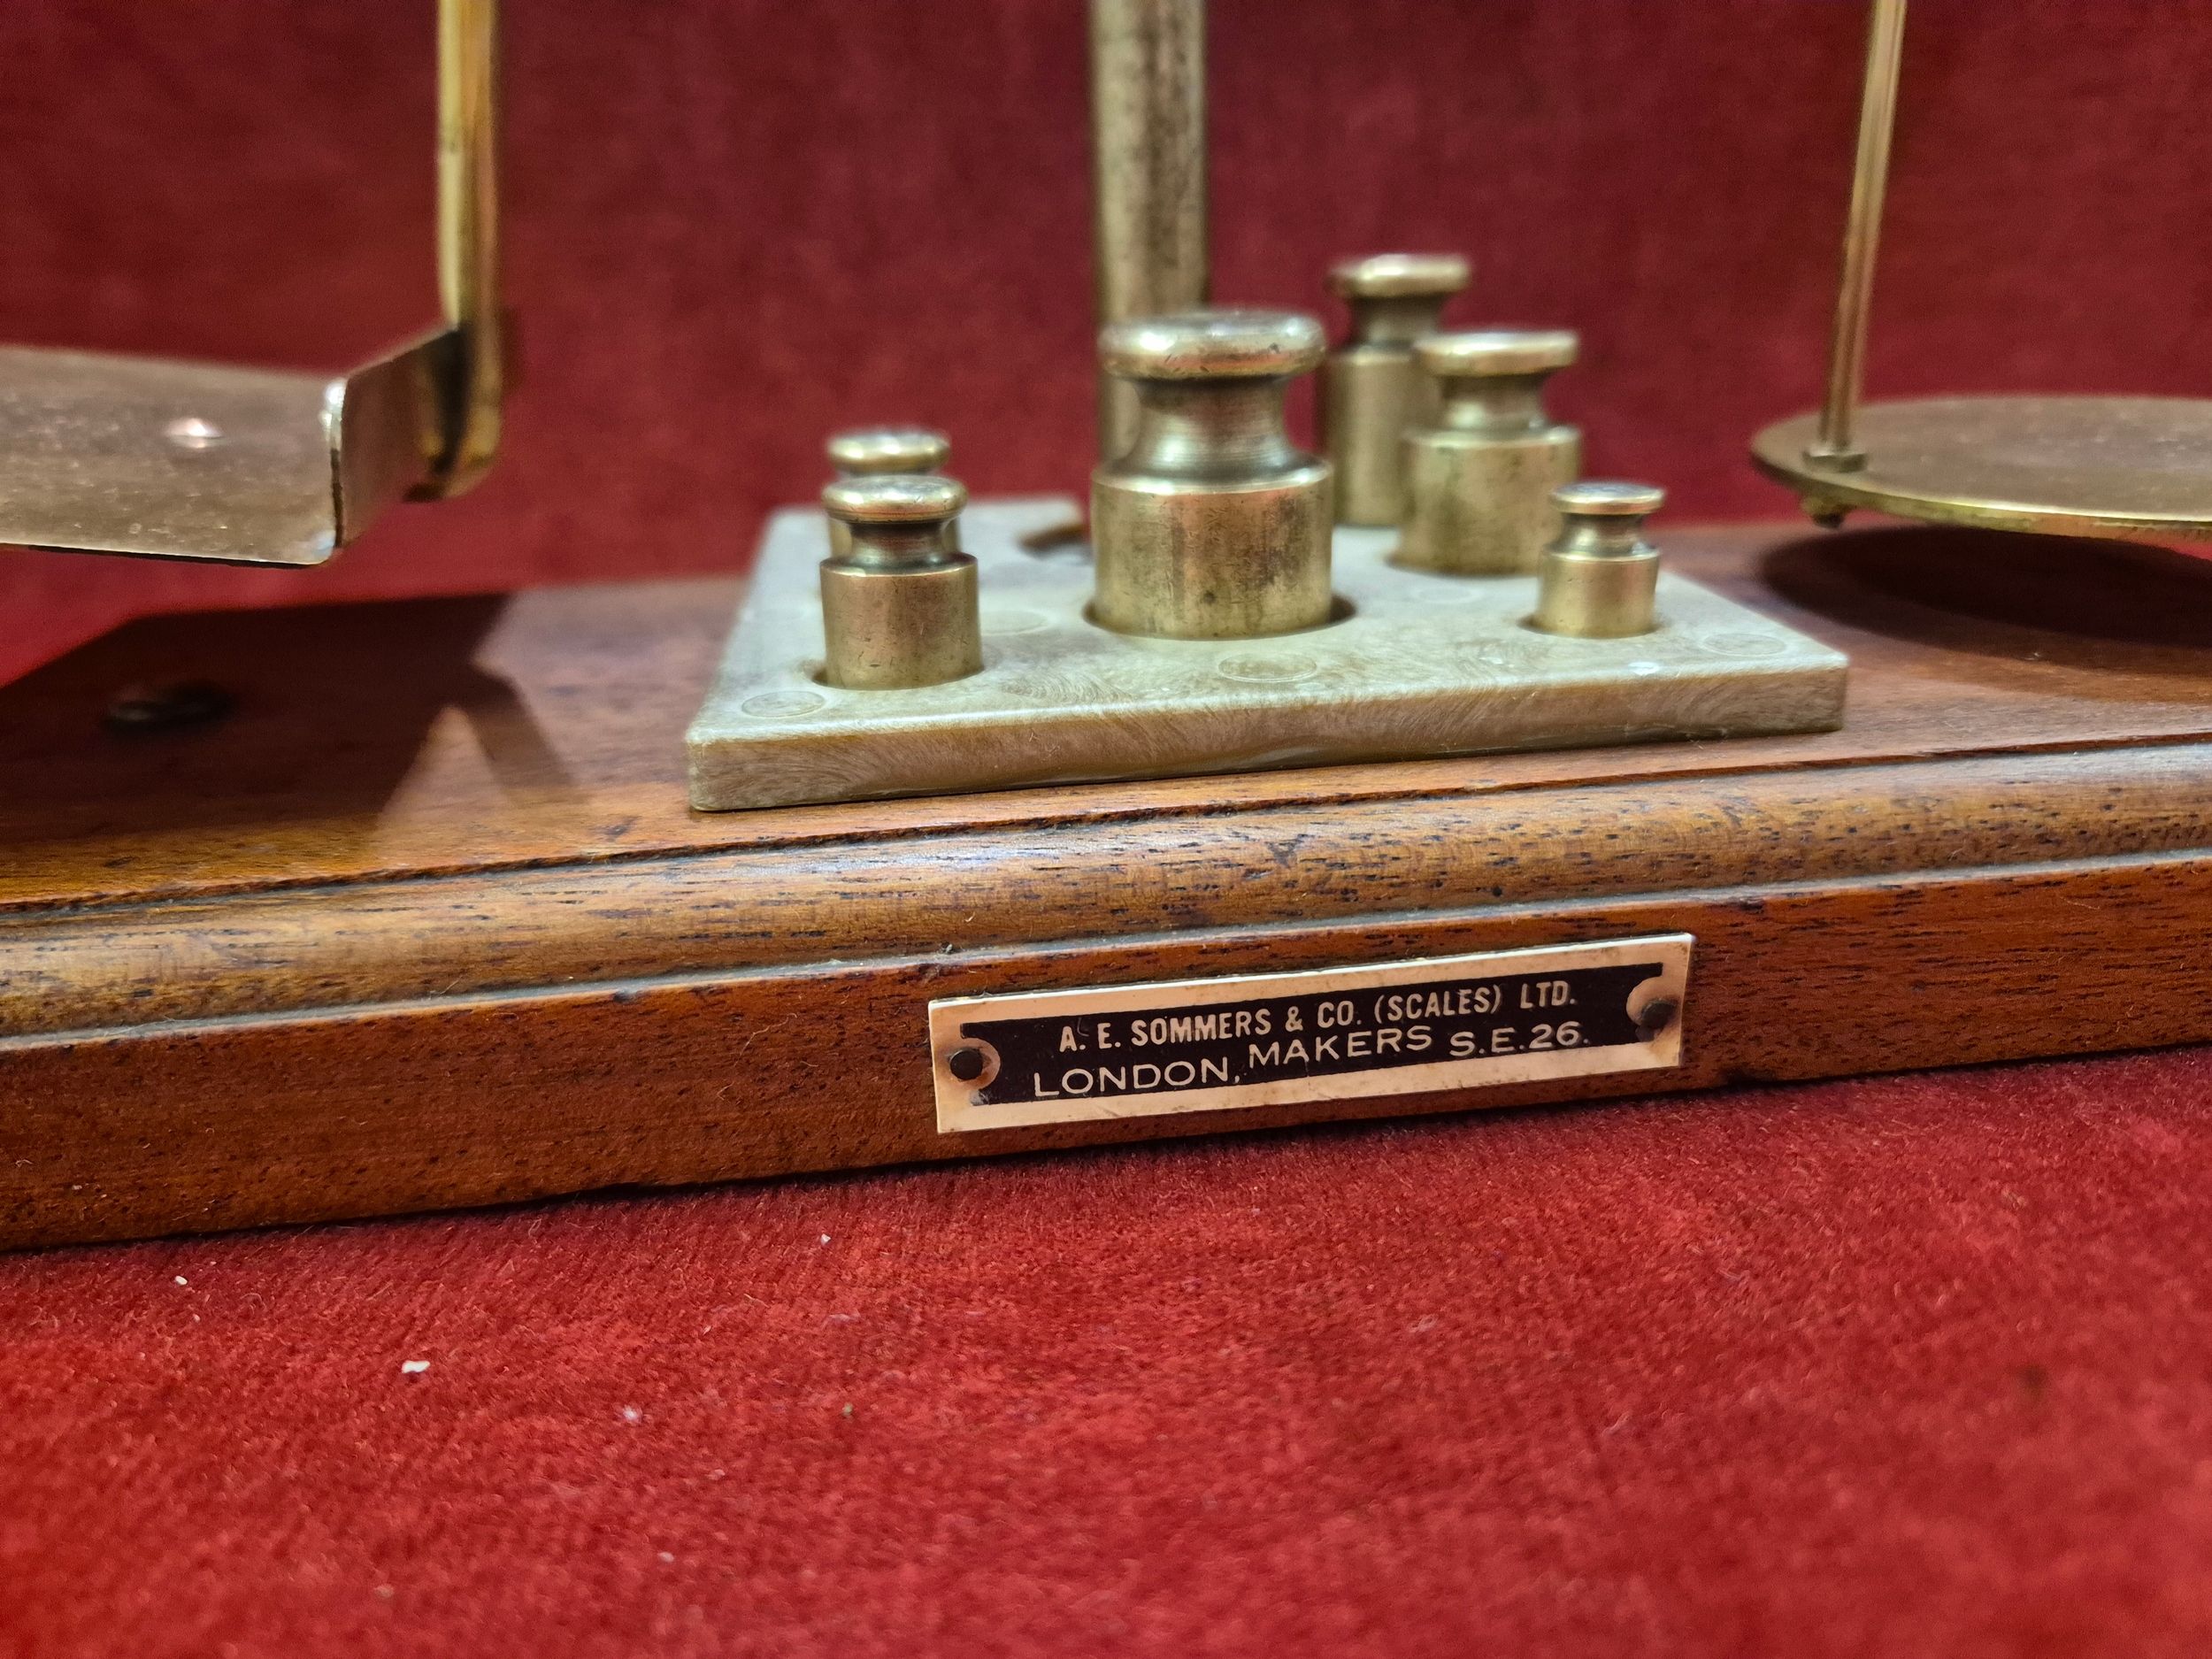 A. E. SOMMERS & CO. (SCALES) LTD.
LONDON, MAKERS S.E.26.